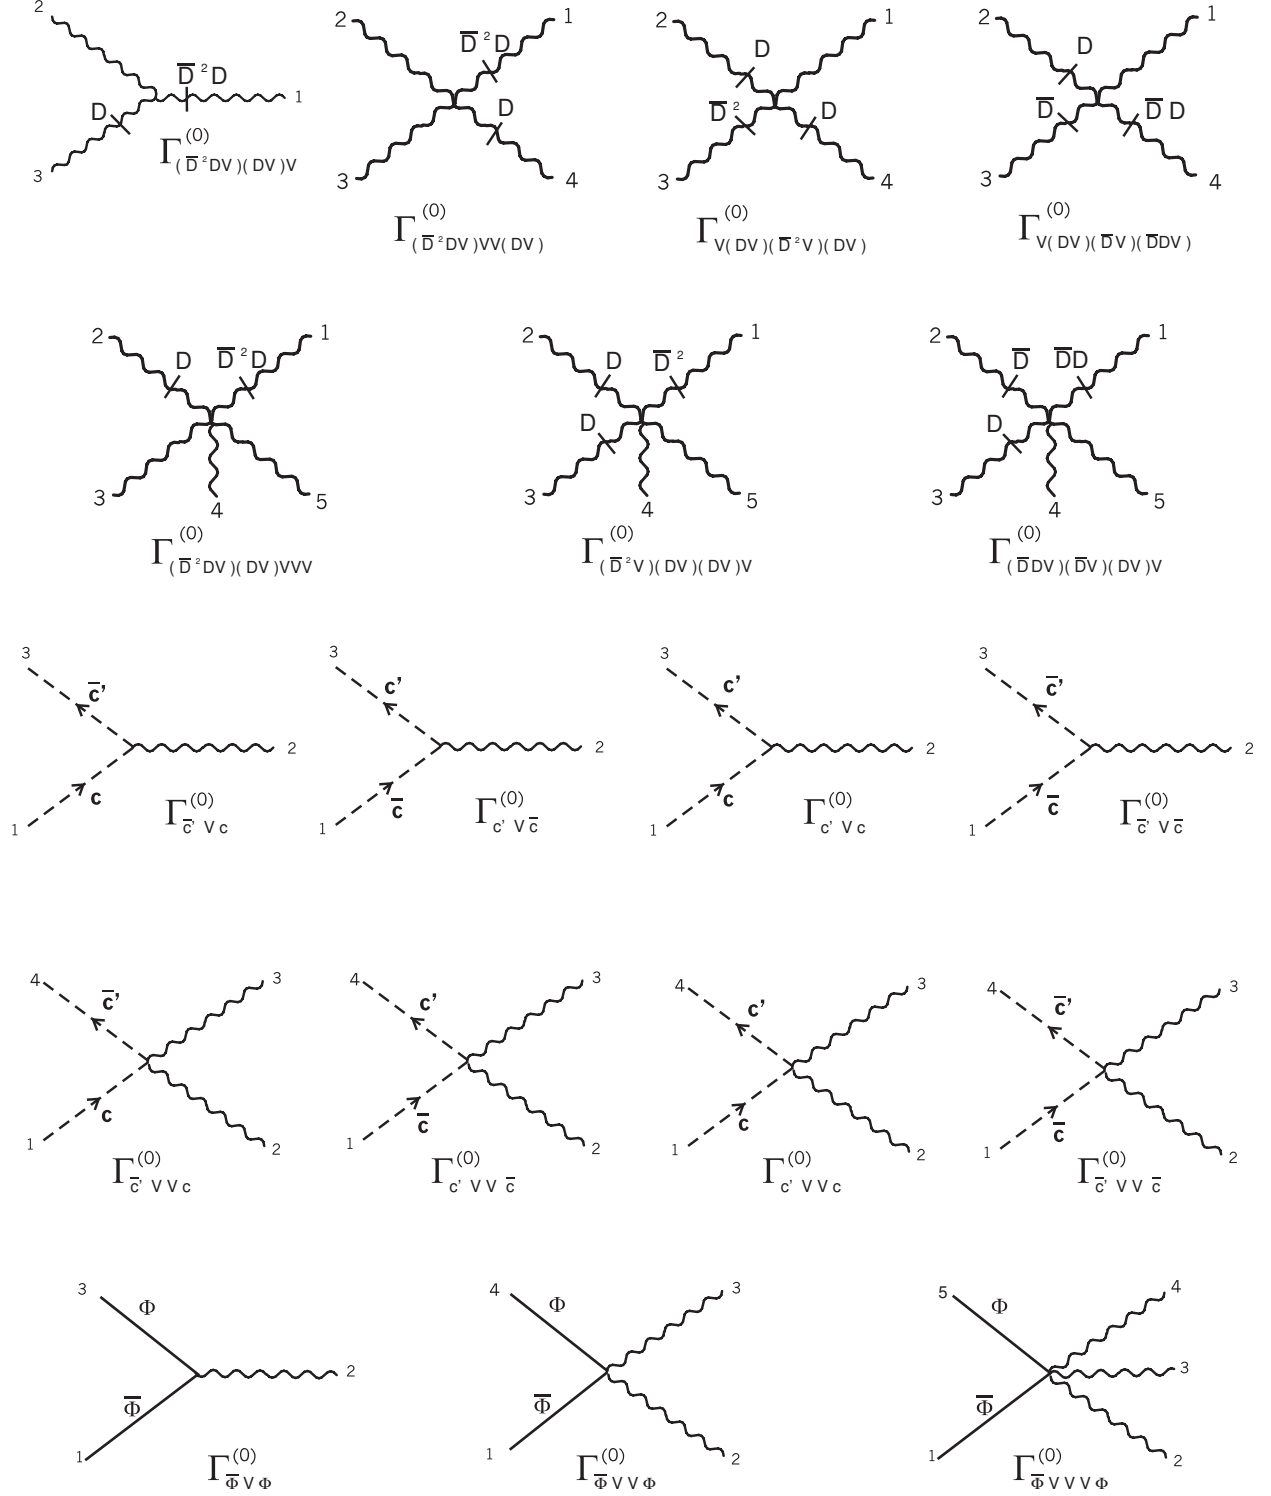 2 2 1 2 1 2 1
D̅ ²D D̅ ²D D D
D 1 D D̅ ² D D̅ D̅ D
3 3 4 3 4 3 4
Γ(0)(D̅ ²DV)(DV)V
Γ(0)(D̅ ²DV)VV(DV)
Γ(0)V(DV)(D̅ ²V)(DV)
Γ(0)V(DV)(D̅V)(D̅DV)
2 D D̅ ²D 1 2 D D̅ ² 1 2 D̅ D̅D 1
D D
3 4 5 3 4 5 3 4 5
Γ(0)(D̅ ²DV)(DV)VVV
Γ(0)(D̅ ²V)(DV)(DV)V
Γ(0)(D̅DV)(D̅V)(DV)V
3 3 3 3
c̅' c' c' c̅'
2 2 2 2
c c̅ c c̅
1 1 1 1
Γ(0)c̅' V c
Γ(0)c' V c̅
Γ(0)c' V c
Γ(0)c̅' V c̅
4 3 4 3 4 3 4 3
c̅' c' c' c̅'
c c̅ c c̅
1 2 1 2 1 2 1 2
Γ(0)c̅' V V c
Γ(0)c' V V c̅
Γ(0)c' V V c
Γ(0)c̅' V V c̅
3 4 3 5 4
Φ Φ Φ
2 3
Φ̅ Φ̅ Φ̅
1 1 2 1 2
Γ(0)Φ̅ V Φ
Γ(0)Φ̅ V V Φ
Γ(0)Φ̅ V V V Φ